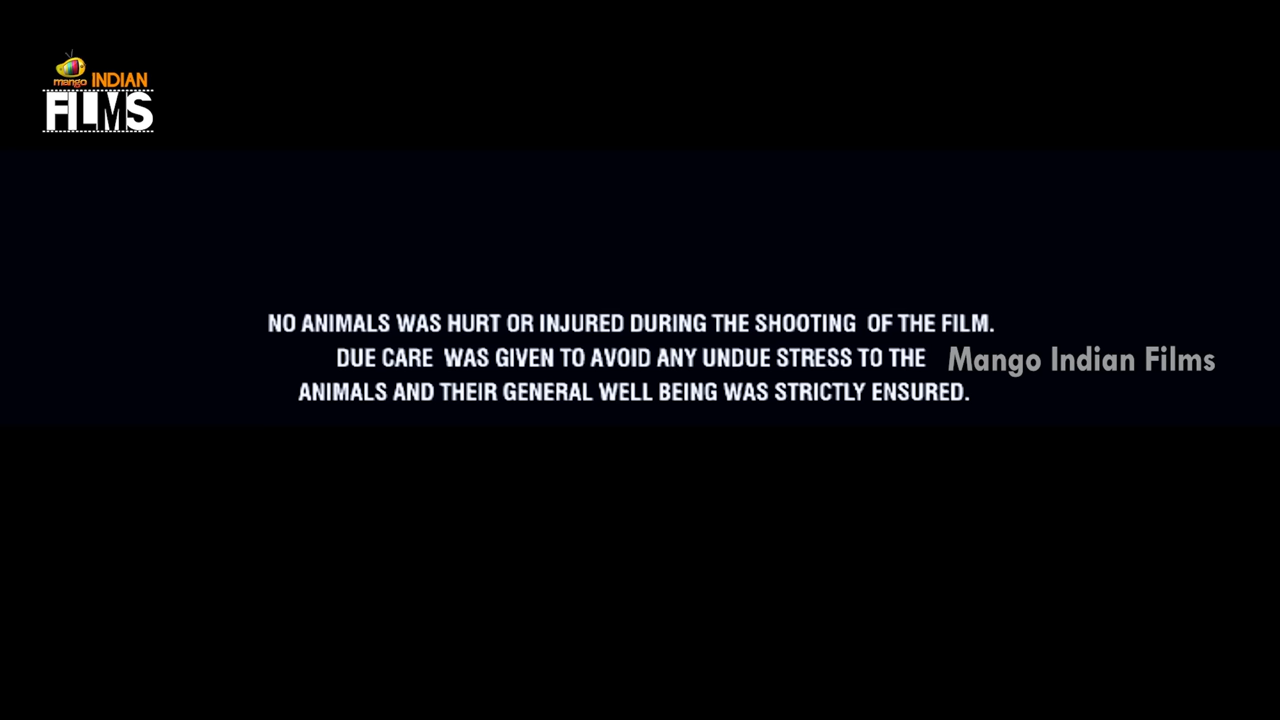 mango INDIAN
FILMS
NO ANIMALS WAS HURT OR INJURED DURING THE SHOOTING OF THE FILM.
DUE CARE WAS GIVEN TO AVOID ANY UNDUE STRESS TO THE
Mango Indian Films
ANIMALS AND THEIR GENERAL WELL BEING WAS STRICTLY ENSURED.